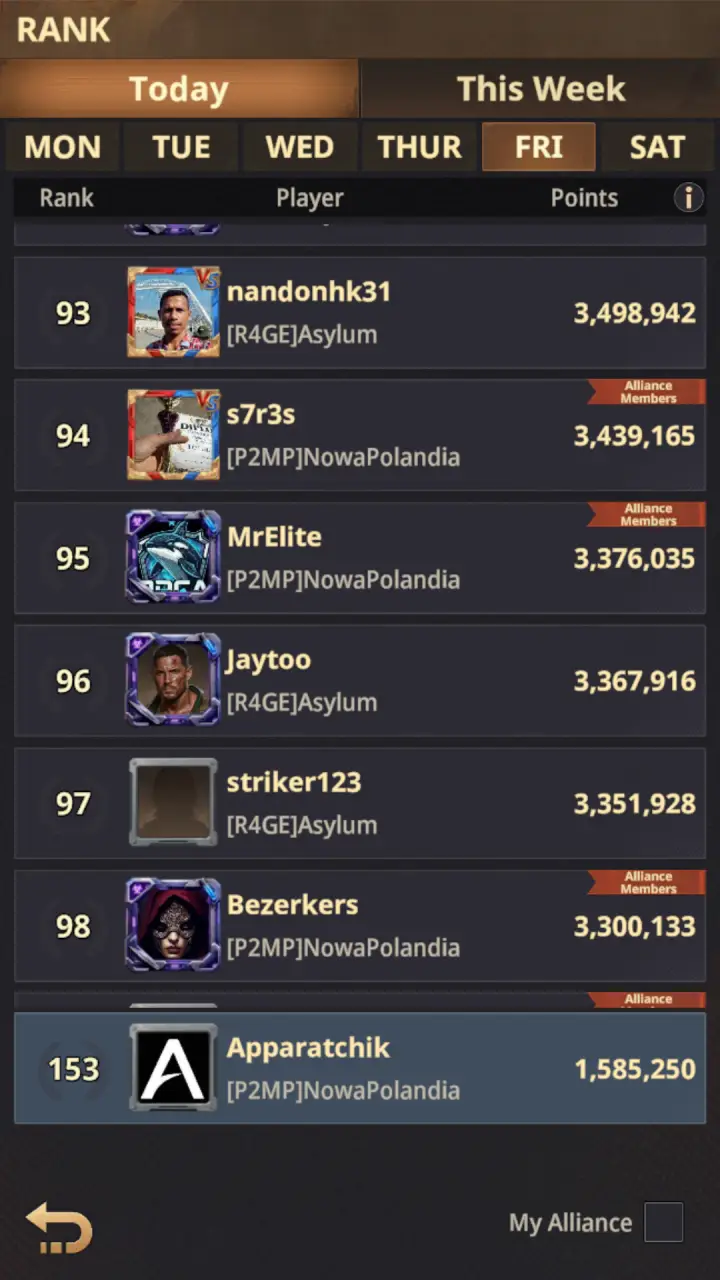 RANK
Today
This Week
MON
TUE
WED
THUR
FRI
SAT
Rank
Player
Points
93
nandonhk31
[R4GE]Asylum
3,498,942
94
s7r3s
[P2MP]NowaPolandia
Alliance
Members
3,439,165
95
MrElite
[P2MP]NowaPolandia
Alliance
Members
3,376,035
96
Jaytoo
[R4GE]Asylum
3,367,916
97
striker123
[R4GE]Asylum
3,351,928
98
Bezerkers
[P2MP]NowaPolandia
Alliance
Members
3,300,133
Alliance
153
Apparatchik
[P2MP]NowaPolandia
1,585,250
My Alliance